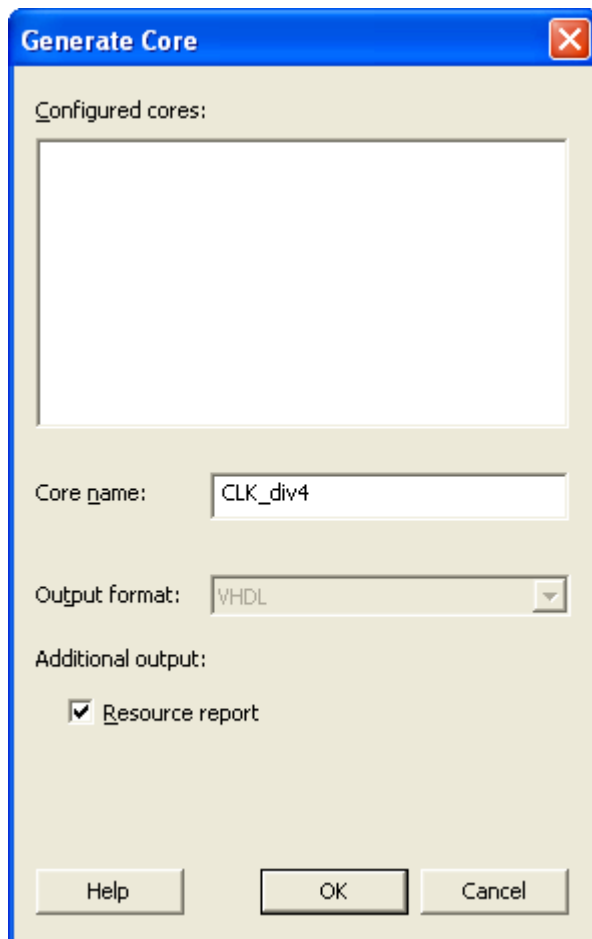 Generate Core
Configured cores:
Core name: CLK_div4
Output format: VHDL
Additional output:
Resource report
Help OK Cancel